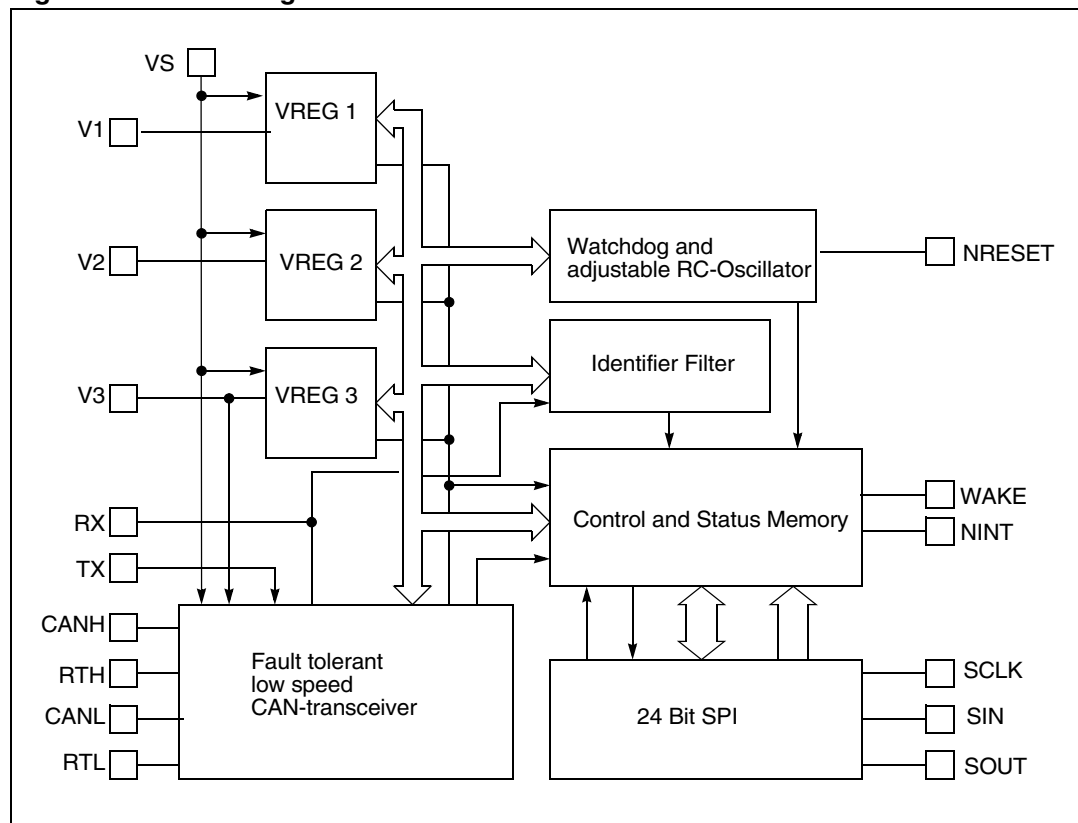 VS
VREG 1
V1
Watchdog and
adjustable RC-Oscillator
NRESET
V2
VREG 2
Identifier Filter
V3
VREG 3
WAKE
RX
Control and Status Memory
NINT
TX
CANH
Fault tolerant
low speed
CAN-transceiver
RTH
CANL
RTL
24 Bit SPI
SCLK
SIN
SOUT